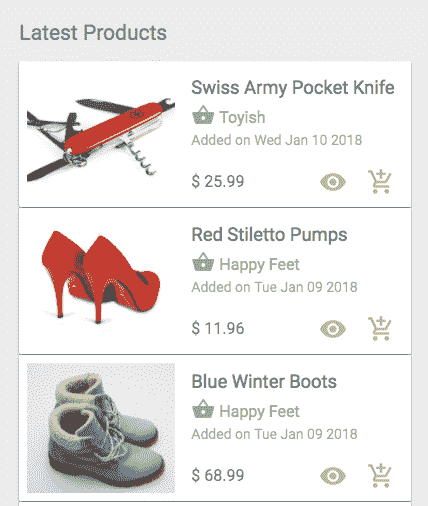 Latest Products
Swiss Army Pocket Knife
Toyish
Added on Wed Jan 10 2018
$ 25.99
Red Stiletto Pumps
Happy Feet
Added on Tue Jan 09 2018
$ 11.96
Blue Winter Boots
Happy Feet
Added on Tue Jan 09 2018
$ 68.99